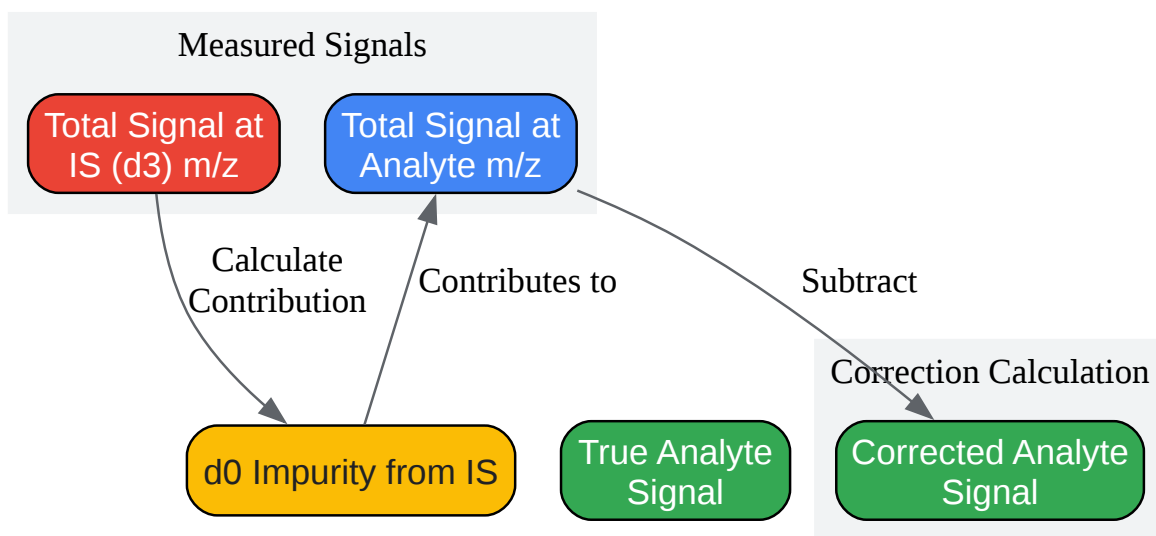 Measured Signals
Total Signal at
IS (d3) m/z
Total Signal at
Analyte m/z
Calculate
Contribution
Contributes to
Subtract
Correction Calculation
d0 Impurity from IS
True Analyte
Signal
Corrected Analyte
Signal